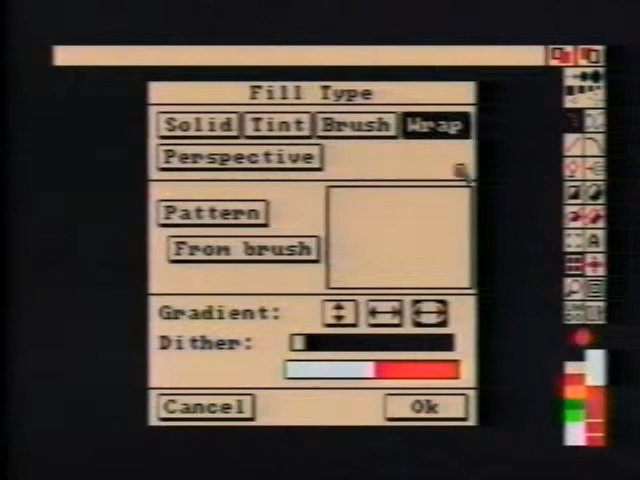 Fill Type
Solid Tint Brush Wrap
Perspective
Pattern
From brush
Gradient:
Dither:
Cancel Ok
A